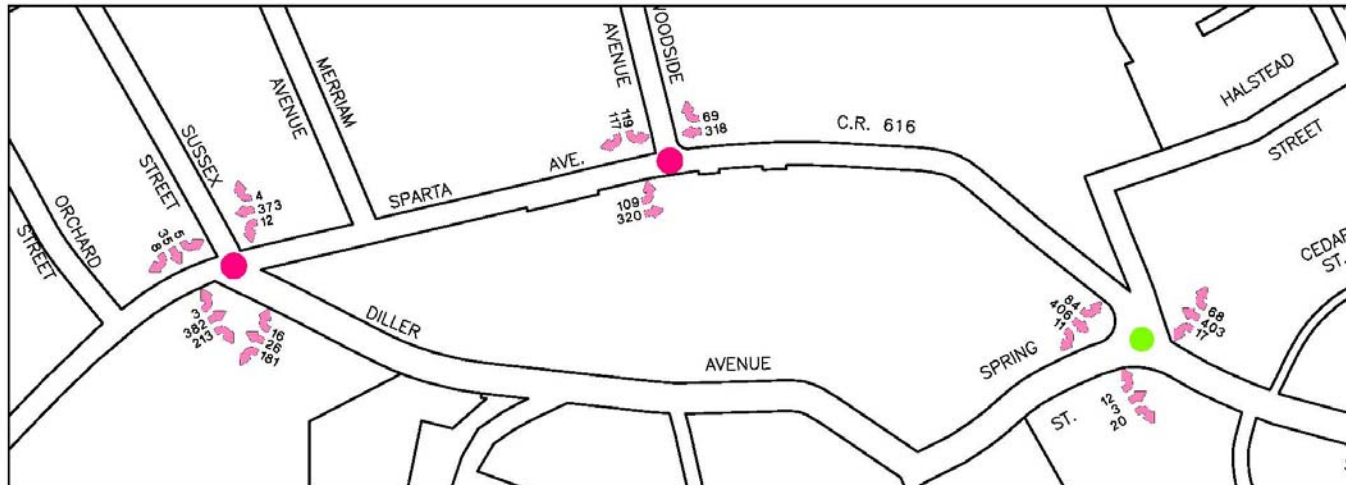 WOODSIDE
AVENUE
MERRIAM
AVENUE
SUSSEX
STREET
ORCHARD
STREET
SPARTA
AVE.
C.R. 616
HALSTEAD
STREET
CEDAR
ST.
DILLER
AVENUE
SPRING
ST.
119
117
69
318
109
320
4
373
12
5
35
8
3
382
213
16
26
181
84
406
11
68
403
17
12
3
20